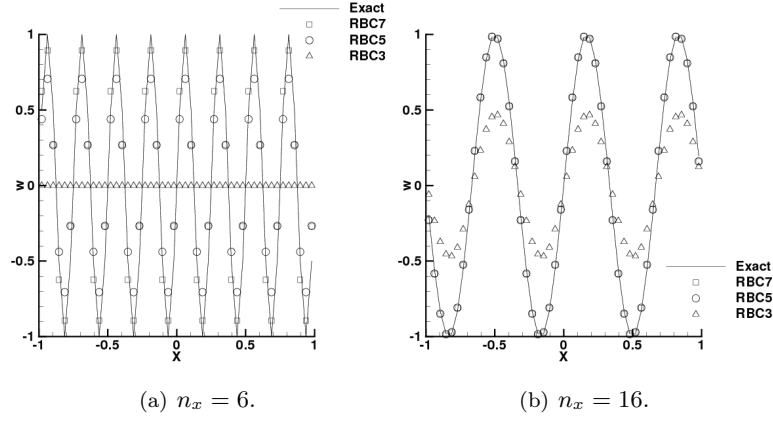 Exact
RBC7
RBC5
RBC3
1
0.5
0
-0.5
-1
w
-1
-0.5
0
0.5
1
X
(a) nₓ = 6.
1
0.5
0
-0.5
-1
w
-1
-0.5
0
0.5
1
X
Exact
RBC7
RBC5
RBC3
(b) nₓ = 16.